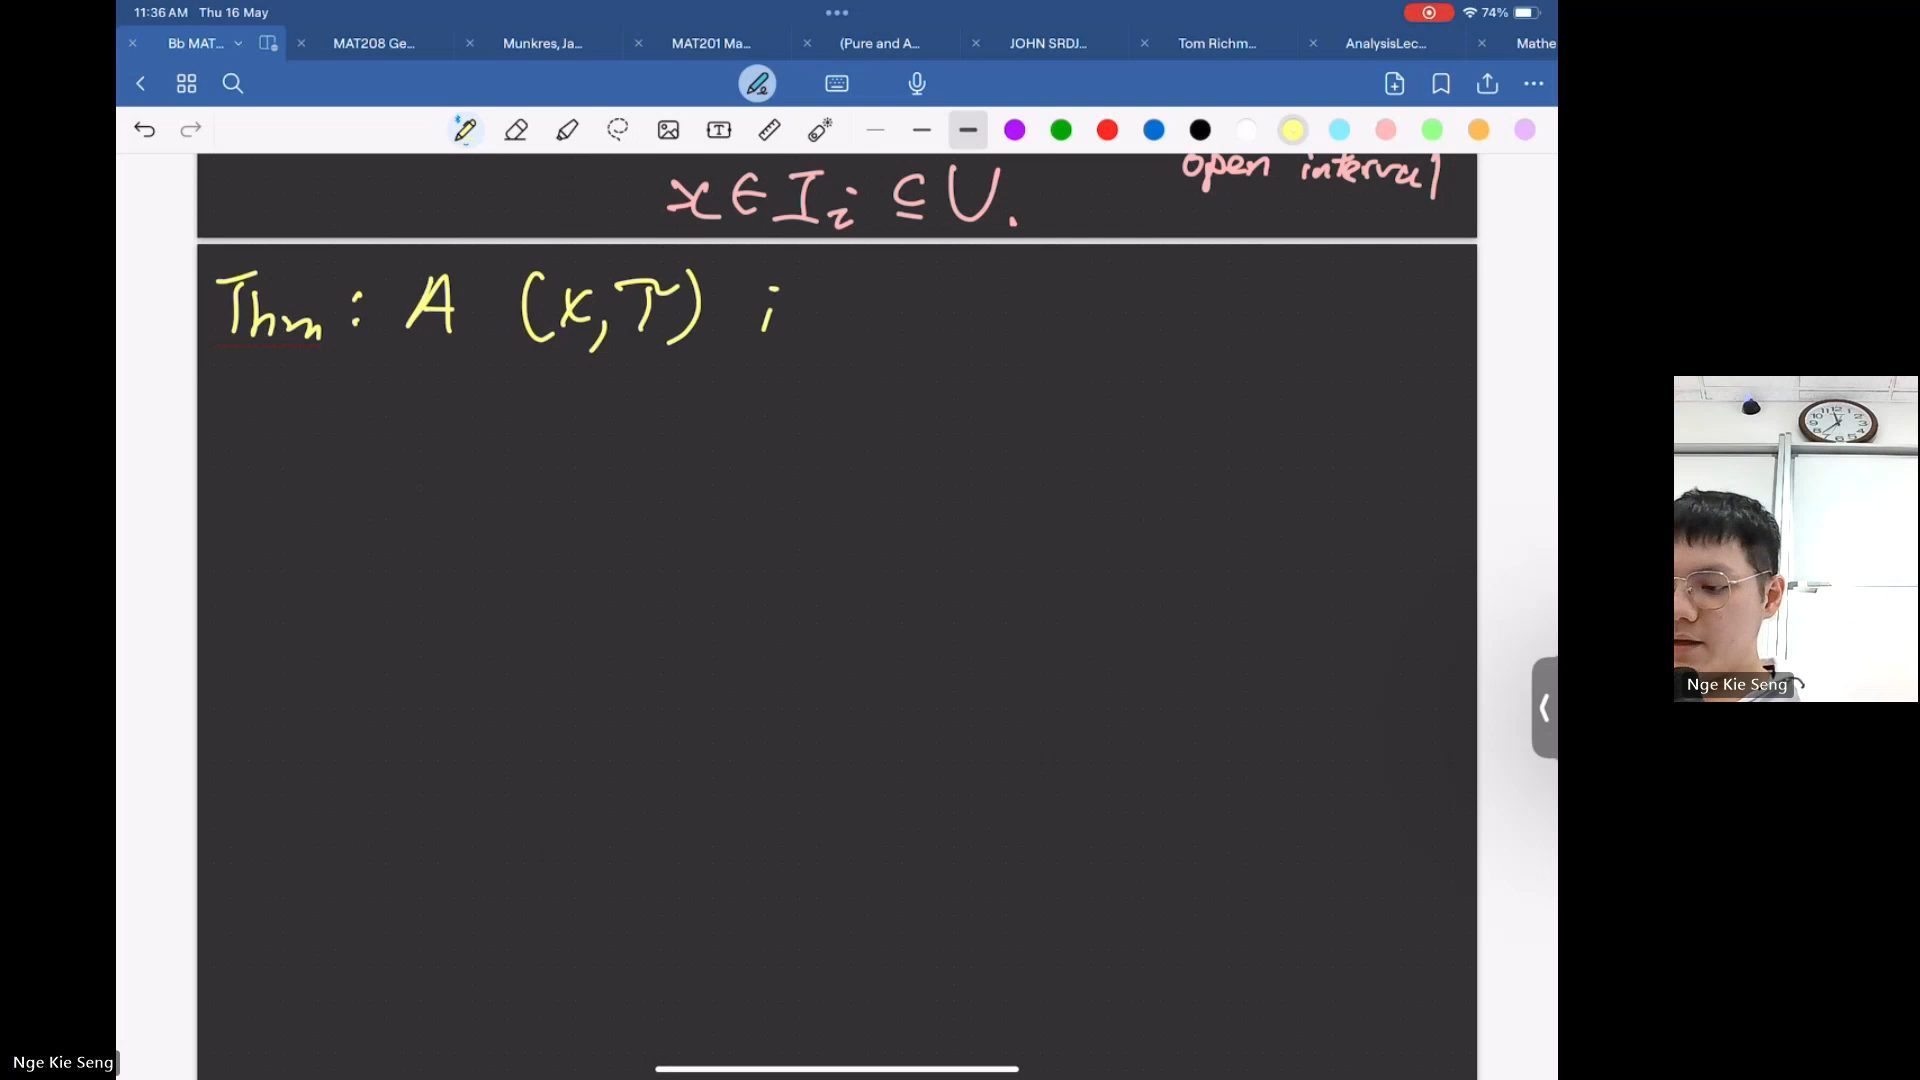 11:36 AM Thu 16 May
74%
Bb MAT...
MAT208 Ge...
Munkres, Ja...
MAT201 Ma...
(Pure and A...
JOHN SRDJ...
Tom Richm...
AnalysisLec...
Mathe
open interval
x ∈ I_i ⊆ U.
Thm : A (X, 𝒯) i
Nge Kie Seng
Nge Kie Seng